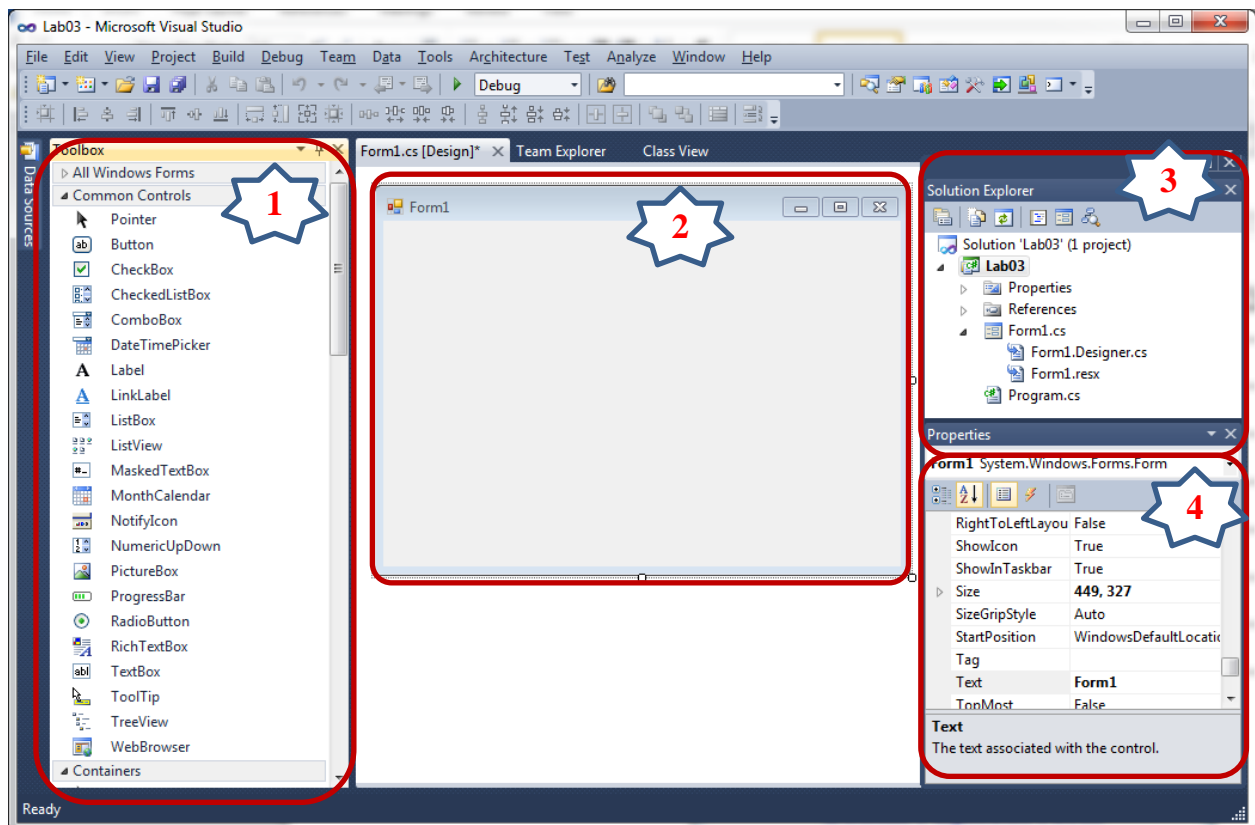 Lab03 - Microsoft Visual Studio
File Edit View Project Build Debug Team Data Tools Architecture Test Analyze Window Help
Debug
Data Sources
Toolbox
All Windows Forms
Common Controls
Pointer
Button
CheckBox
CheckedListBox
ComboBox
DateTimePicker
Label
LinkLabel
ListBox
ListView
MaskedTextBox
MonthCalendar
NotifyIcon
NumericUpDown
PictureBox
ProgressBar
RadioButton
RichTextBox
TextBox
ToolTip
TreeView
WebBrowser
Containers
1
Form1.cs [Design]* Team Explorer Class View
Form1
2
3
Solution Explorer
Solution 'Lab03' (1 project)
Lab03
Properties
References
Form1.cs
Form1.Designer.cs
Form1.resx
Program.cs
Properties
Form1 System.Windows.Forms.Form
4
RightToLeftLayou False
ShowIcon True
ShowInTaskbar True
Size 449, 327
SizeGripStyle Auto
StartPosition WindowsDefaultLocatio
Tag
Text Form1
TopMost False
Text
The text associated with the control.
Ready